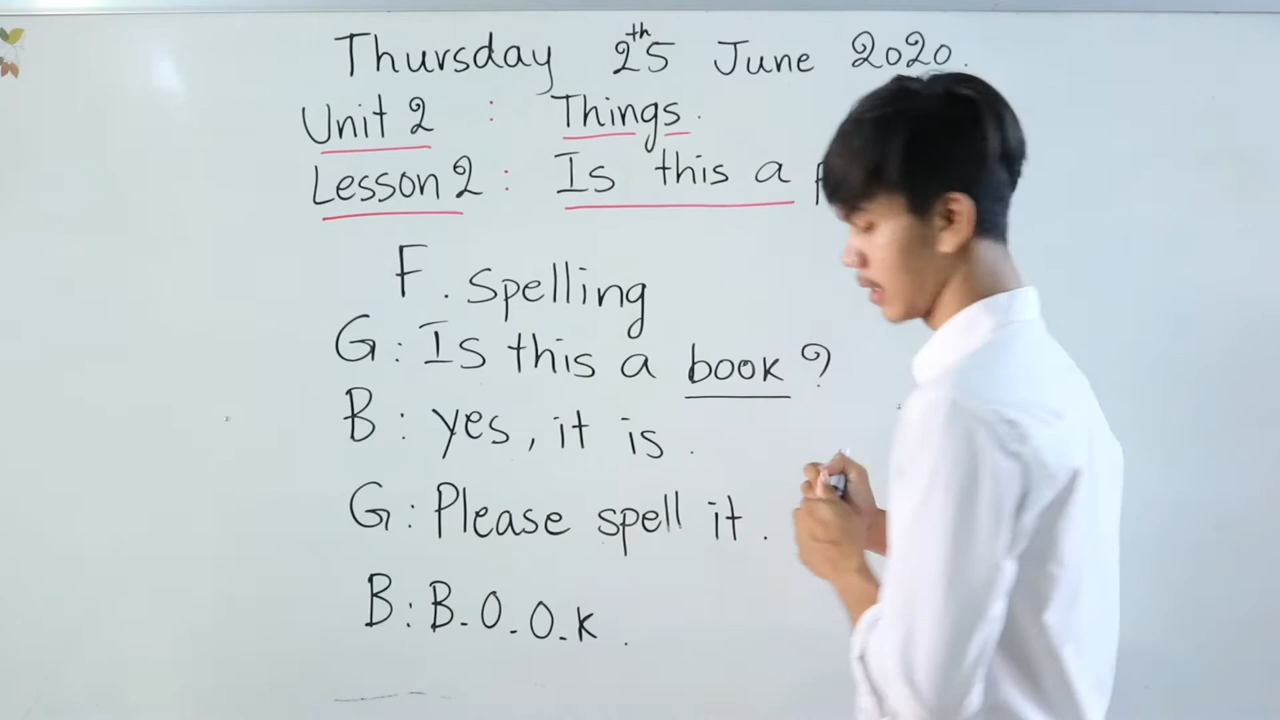 Thursday 25th June 2020.
Unit 2 : Things.
Lesson 2 : Is this a
F. Spelling
G : Is this a book ?
B : yes, it is .
G : Please spell it .
B : B-O-O-K .